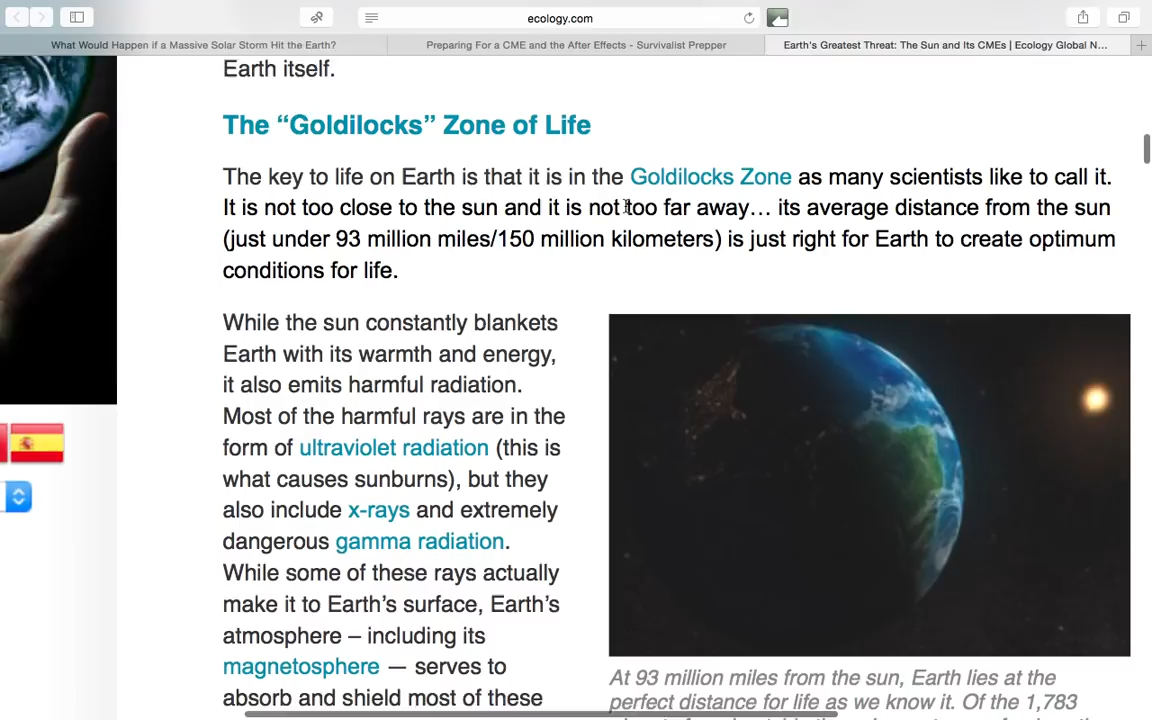 ecology.com
What Would Happen if a Massive Solar Storm Hit the Earth?
Preparing For a CME and the After Effects - Survivalist Prepper
Earth's Greatest Threat: The Sun and Its CMEs | Ecology Global N...
Earth itself.
The “Goldilocks” Zone of Life
The key to life on Earth is that it is in the Goldilocks Zone as many scientists like to call it.
It is not too close to the sun and it is not too far away… its average distance from the sun
(just under 93 million miles/150 million kilometers) is just right for Earth to create optimum
conditions for life.
While the sun constantly blankets
Earth with its warmth and energy,
it also emits harmful radiation.
Most of the harmful rays are in the
form of ultraviolet radiation (this is
what causes sunburns), but they
also include x-rays and extremely
dangerous gamma radiation.
While some of these rays actually
make it to Earth’s surface, Earth’s
atmosphere – including its
magnetosphere — serves to
absorb and shield most of these
At 93 million miles from the sun, Earth lies at the
perfect distance for life as we know it. Of the 1,783